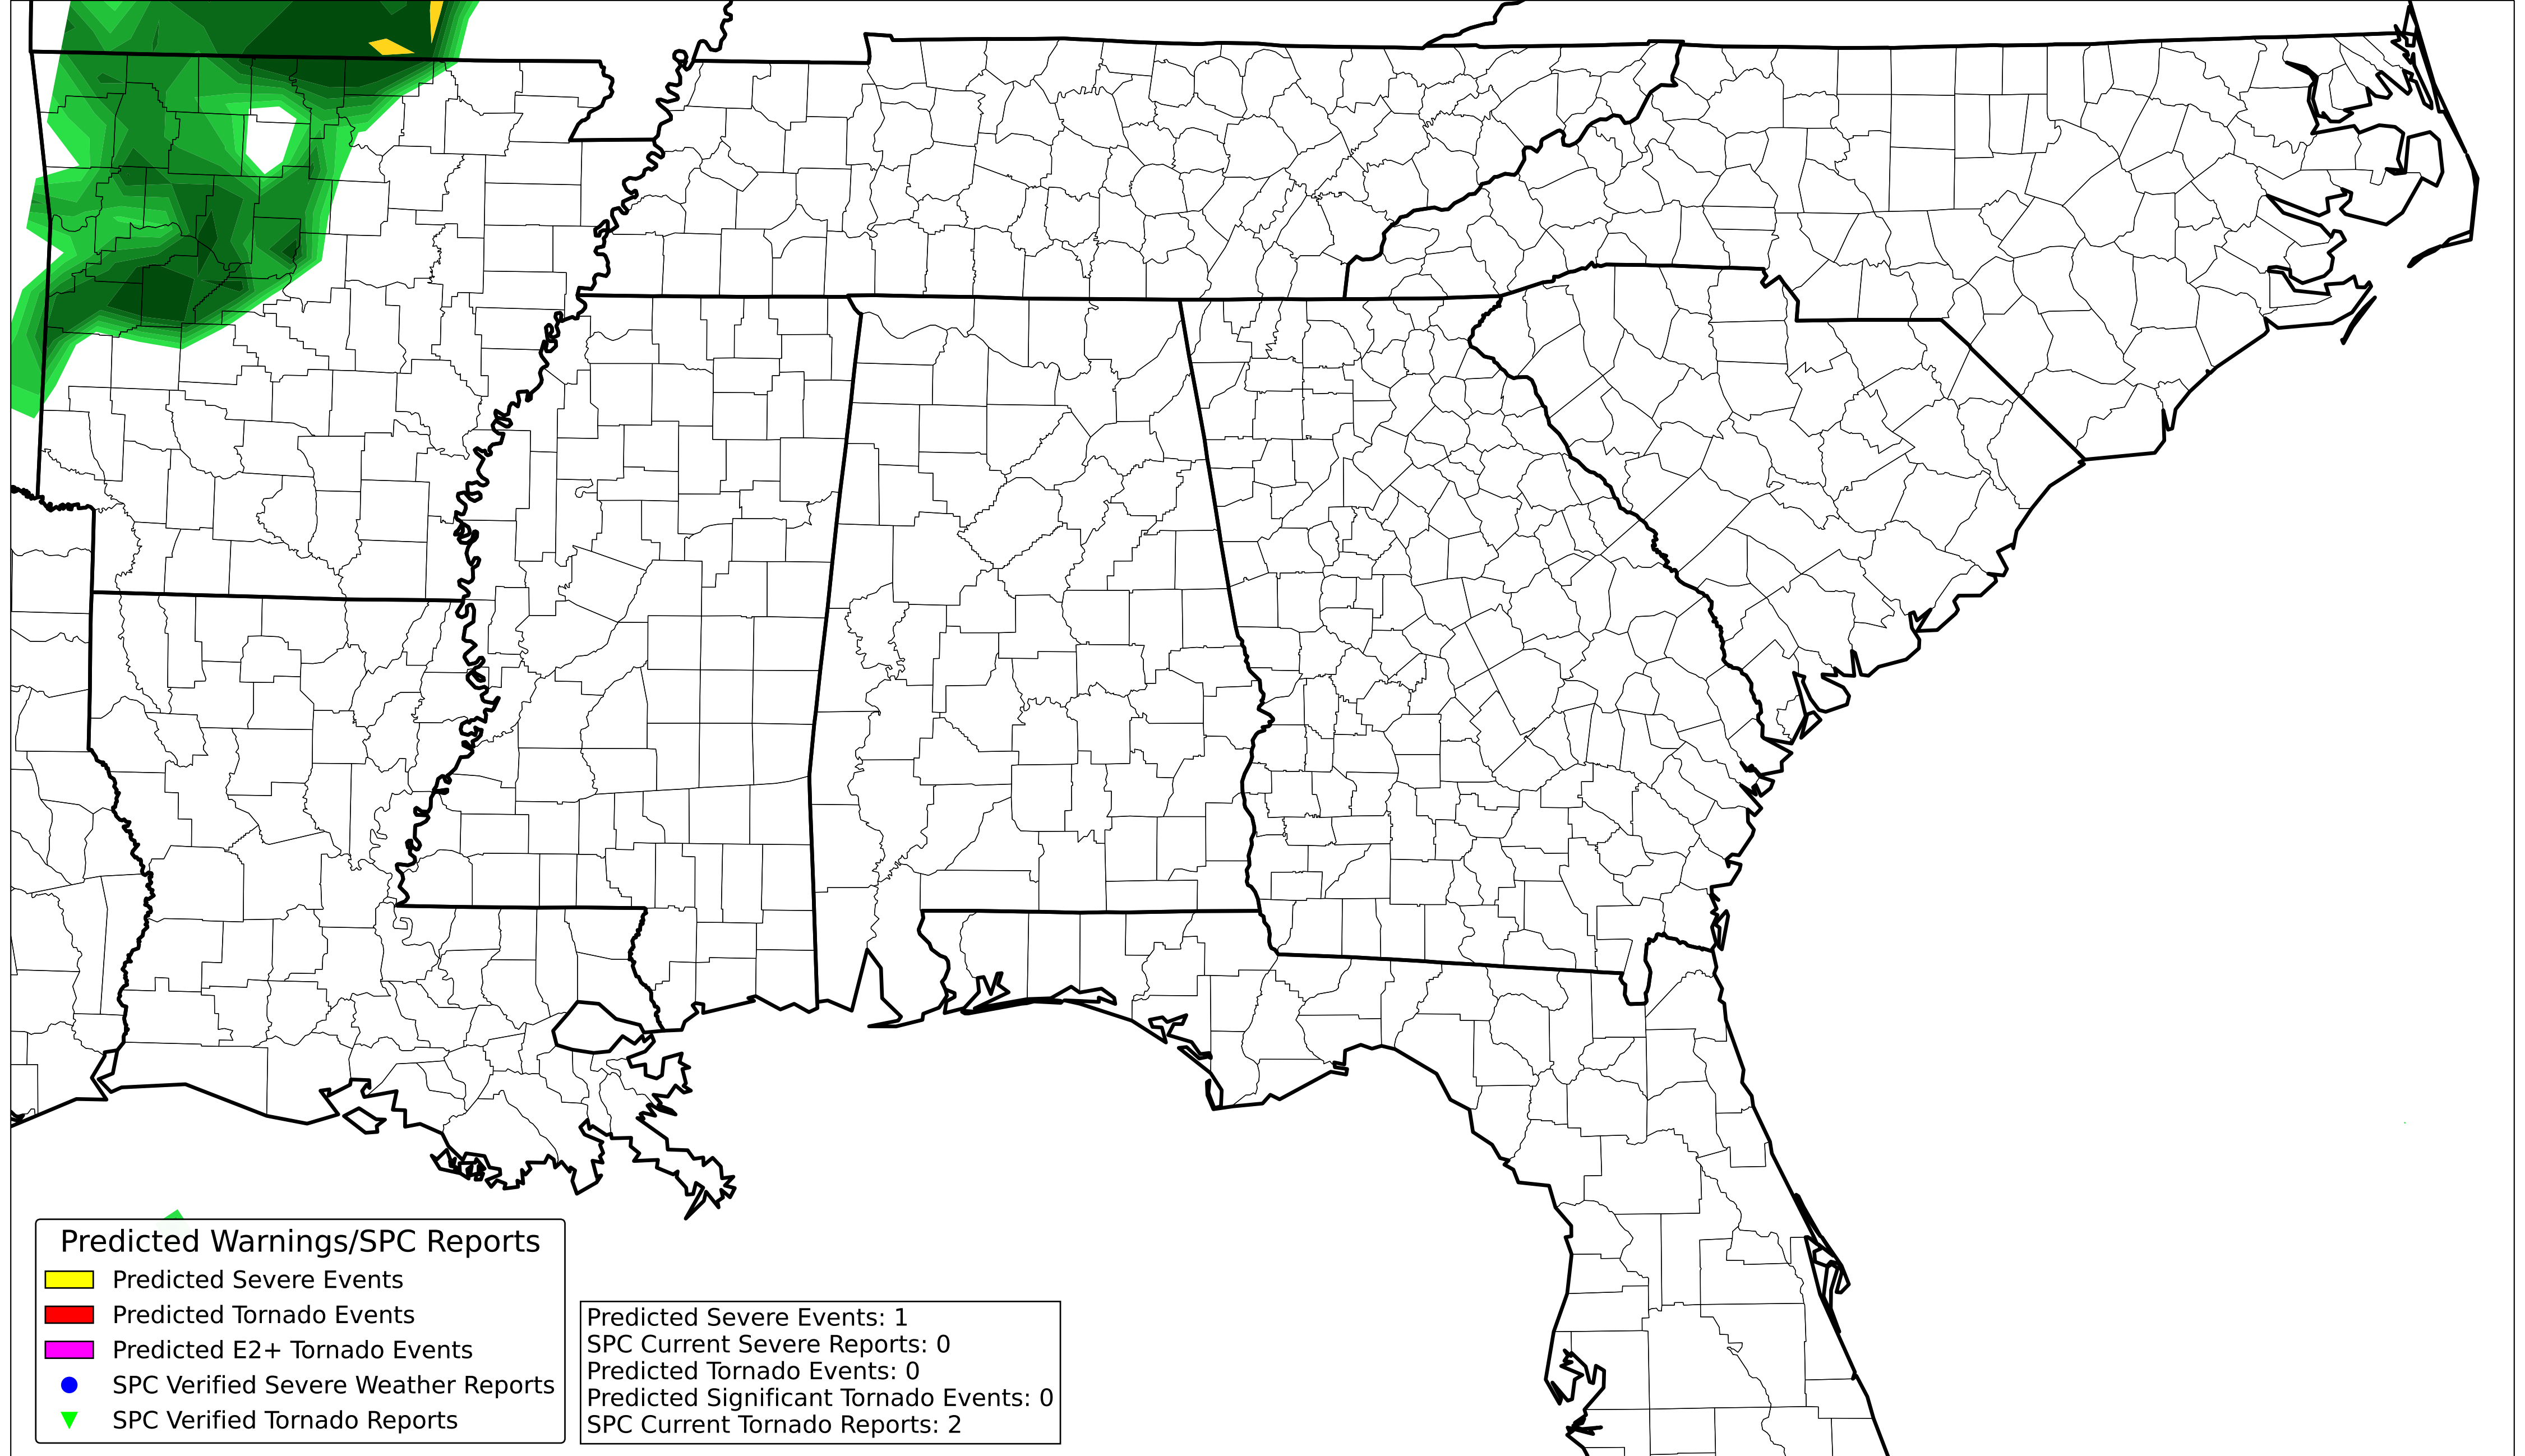 Predicted Warnings/SPC Reports
Predicted Severe Events
Predicted Tornado Events
Predicted E2+ Tornado Events
SPC Verified Severe Weather Reports
SPC Verified Tornado Reports
Predicted Severe Events: 1
SPC Current Severe Reports: 0
Predicted Tornado Events: 0
Predicted Significant Tornado Events: 0
SPC Current Tornado Reports: 2